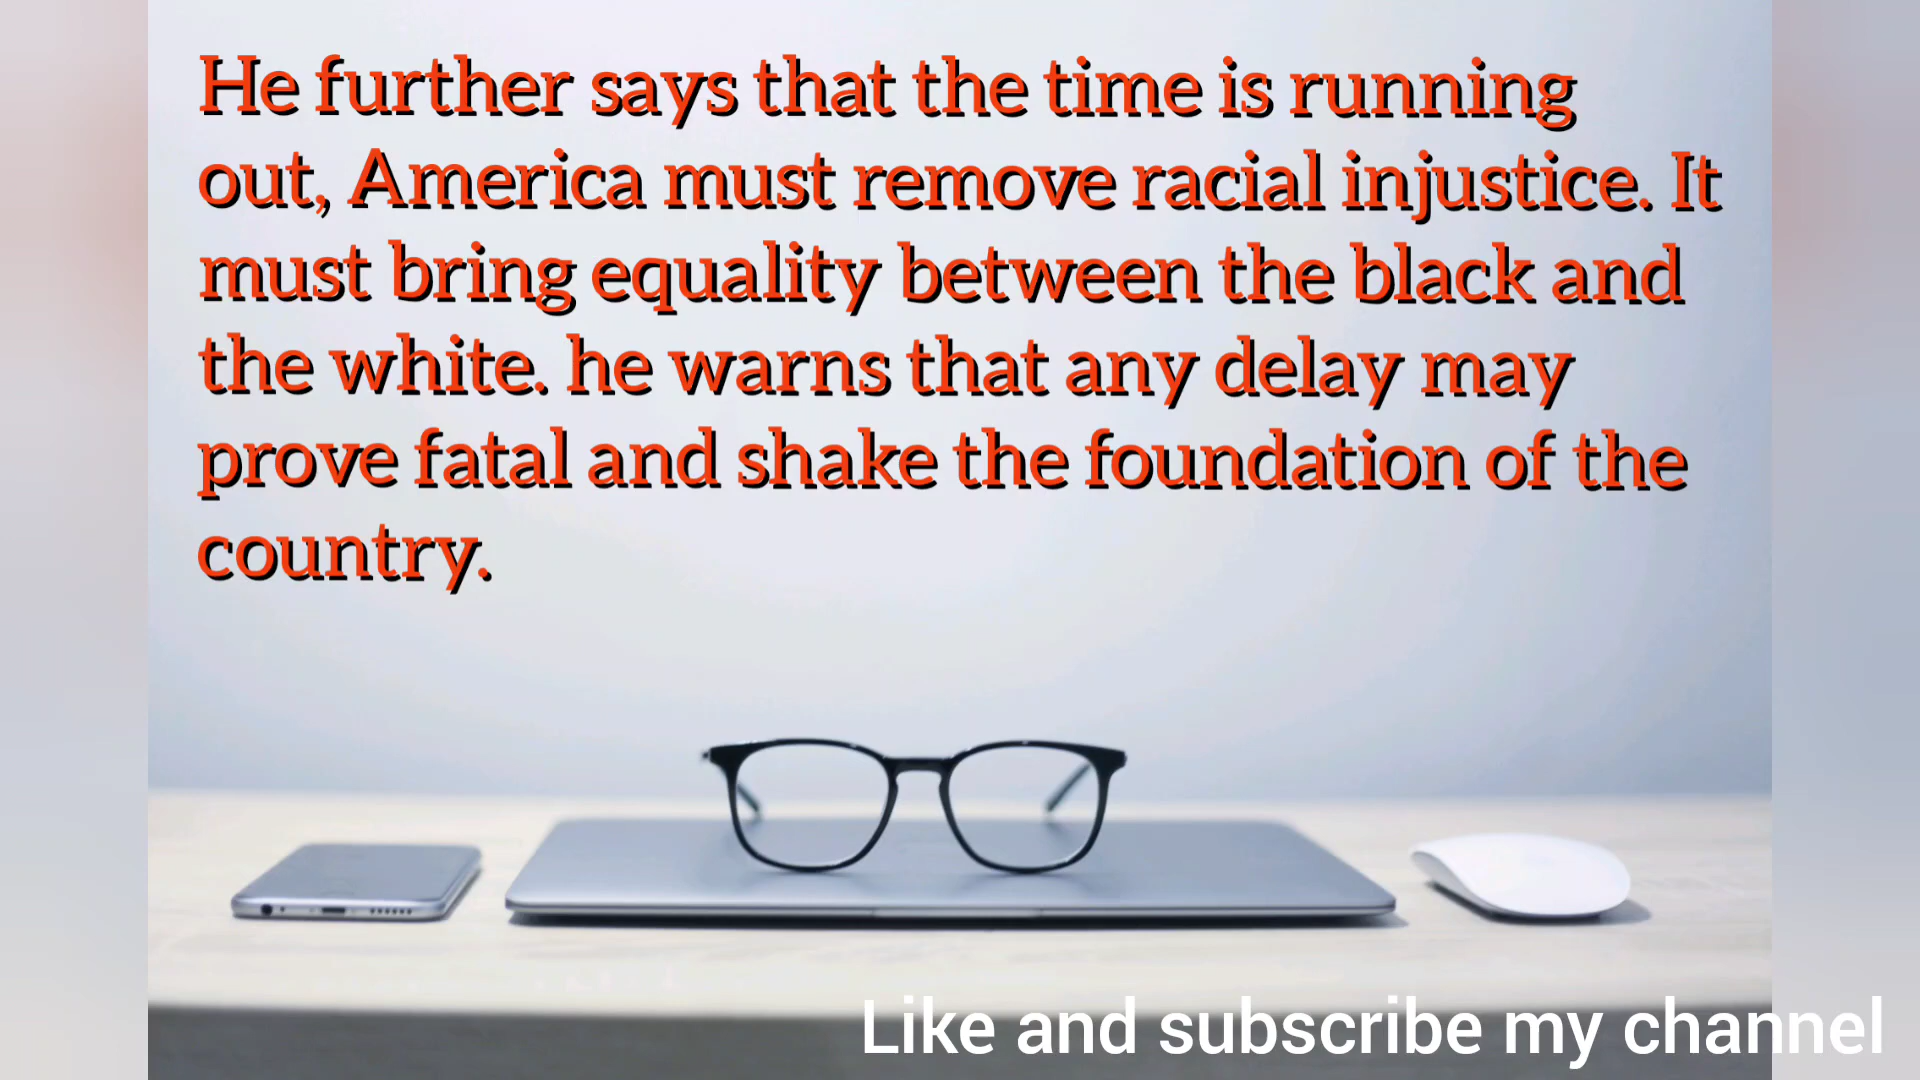 He further says that the time is running
out, America must remove racial injustice. It
must bring equality between the black and
the white. he warns that any delay may
prove fatal and shake the foundation of the
country.
Like and subscribe my channel